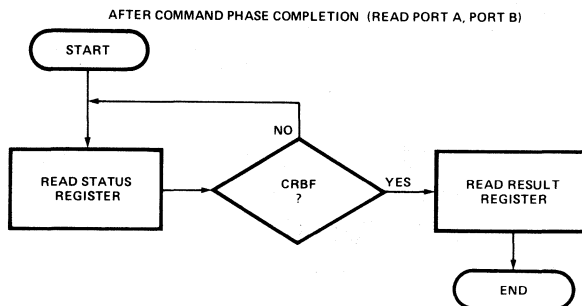 AFTER COMMAND PHASE COMPLETION (READ PORT A, PORT B)
START
NO
READ STATUS
REGISTER
CRBF
?
YES
READ RESULT
REGISTER
END